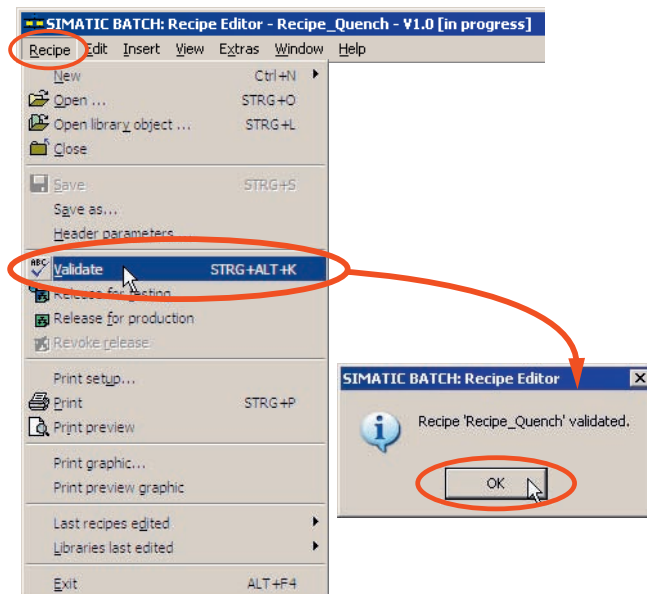 SIMATIC BATCH: Recipe Editor - Recipe_Quench - V1.0 [in progress]
Recipe Edit Insert View Extras Window Help
New Ctrl+N
Open ... STRG+O
Open library object ... STRG+L
Close
Save STRG+S
Save as...
Header parameters...
ABC
Validate STRG+ALT+K
Release for testing
Release for production
Revoke release
Print setup...
Print STRG+P
Print preview
Print graphic...
Print preview graphic
Last recipes edited
Libraries last edited
Exit ALT+F4
SIMATIC BATCH: Recipe Editor
Recipe 'Recipe_Quench' validated.
OK